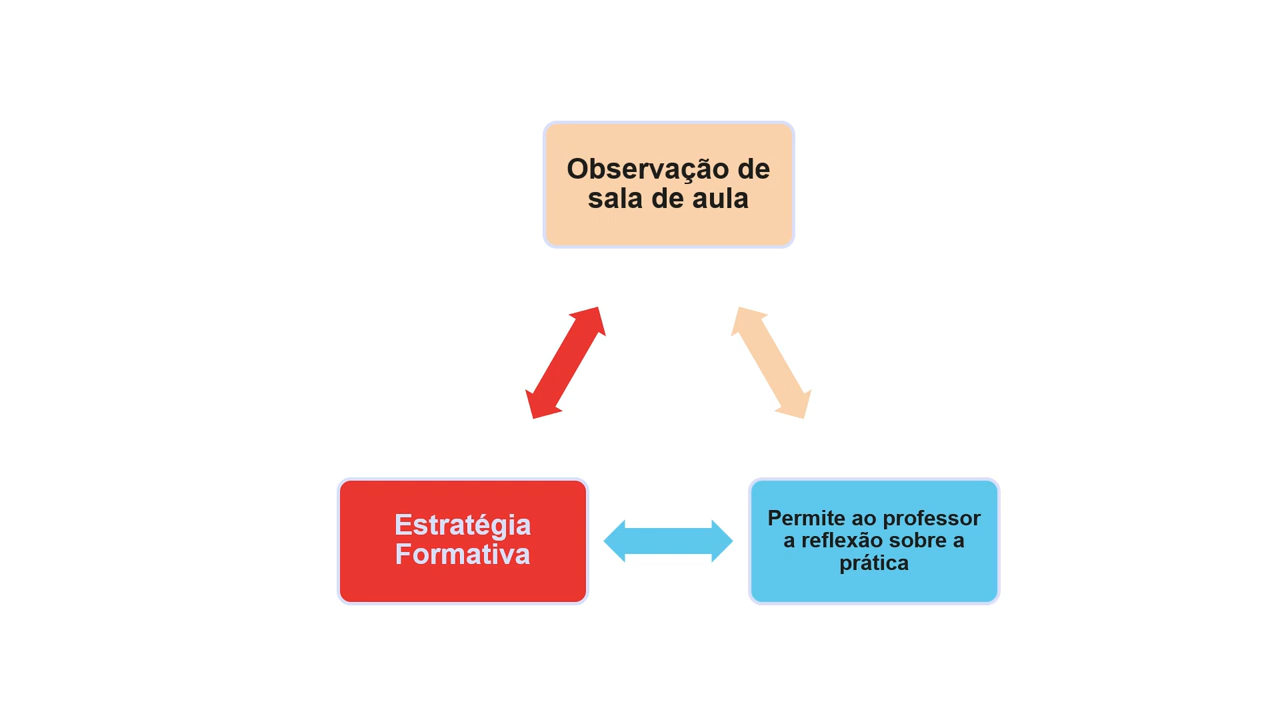 Observação de
sala de aula
Estratégia
Formativa
Permite ao professor
a reflexão sobre a
prática